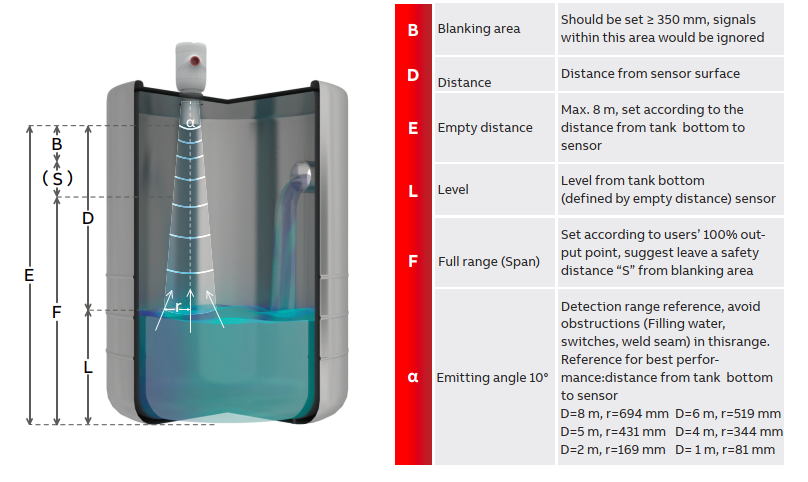 α
B
(S)
D
E
F
r
L
B Blanking area
Should be set ≥ 350 mm, signals
within this area would be ignored
D Distance
Distance from sensor surface
E Empty distance
Max. 8 m, set according to the
distance from tank bottom to
sensor
L Level
Level from tank bottom
(defined by empty distance) sensor
F Full range (Span)
Set according to users' 100% out-
put point, suggest leave a safety
distance “S” from blanking area
α Emitting angle 10°
Detection range reference, avoid
obstructions (Filling water,
switches, weld seam) in thisrange.
Reference for best perfor-
mance:distance from tank bottom
to sensor
D=8 m, r=694 mm D=6 m, r=519 mm
D=5 m, r=431 mm D=4 m, r=344 mm
D=2 m, r=169 mm D= 1 m, r=81 mm